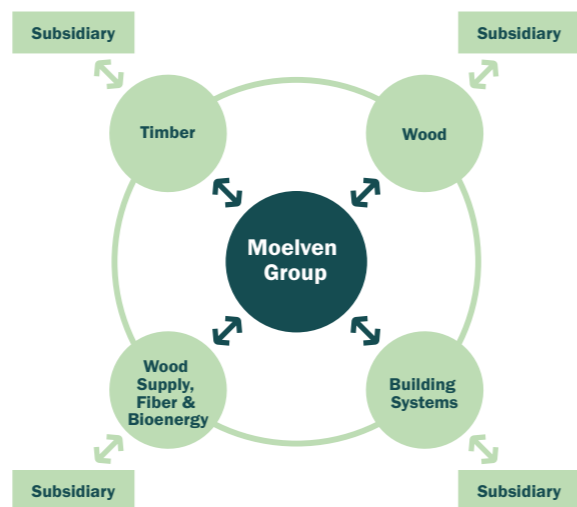 Subsidiary
Subsidiary
Timber
Wood
Moelven
Group
Wood
Supply,
Fiber &
Bioenergy
Building
Systems
Subsidiary
Subsidiary